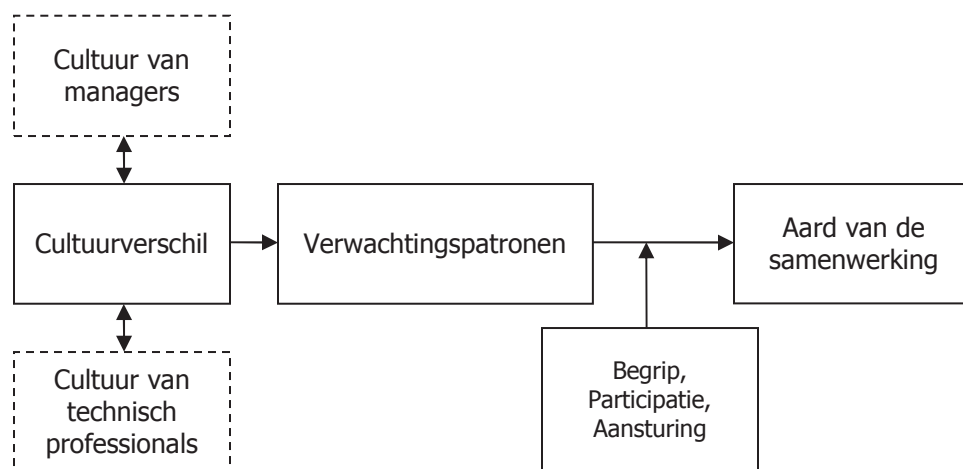 Cultuur van
managers
Cultuurverschil
Verwachtingspatronen
Aard van de
samenwerking
Cultuur van
technisch
professionals
Begrip,
Participatie,
Aansturing